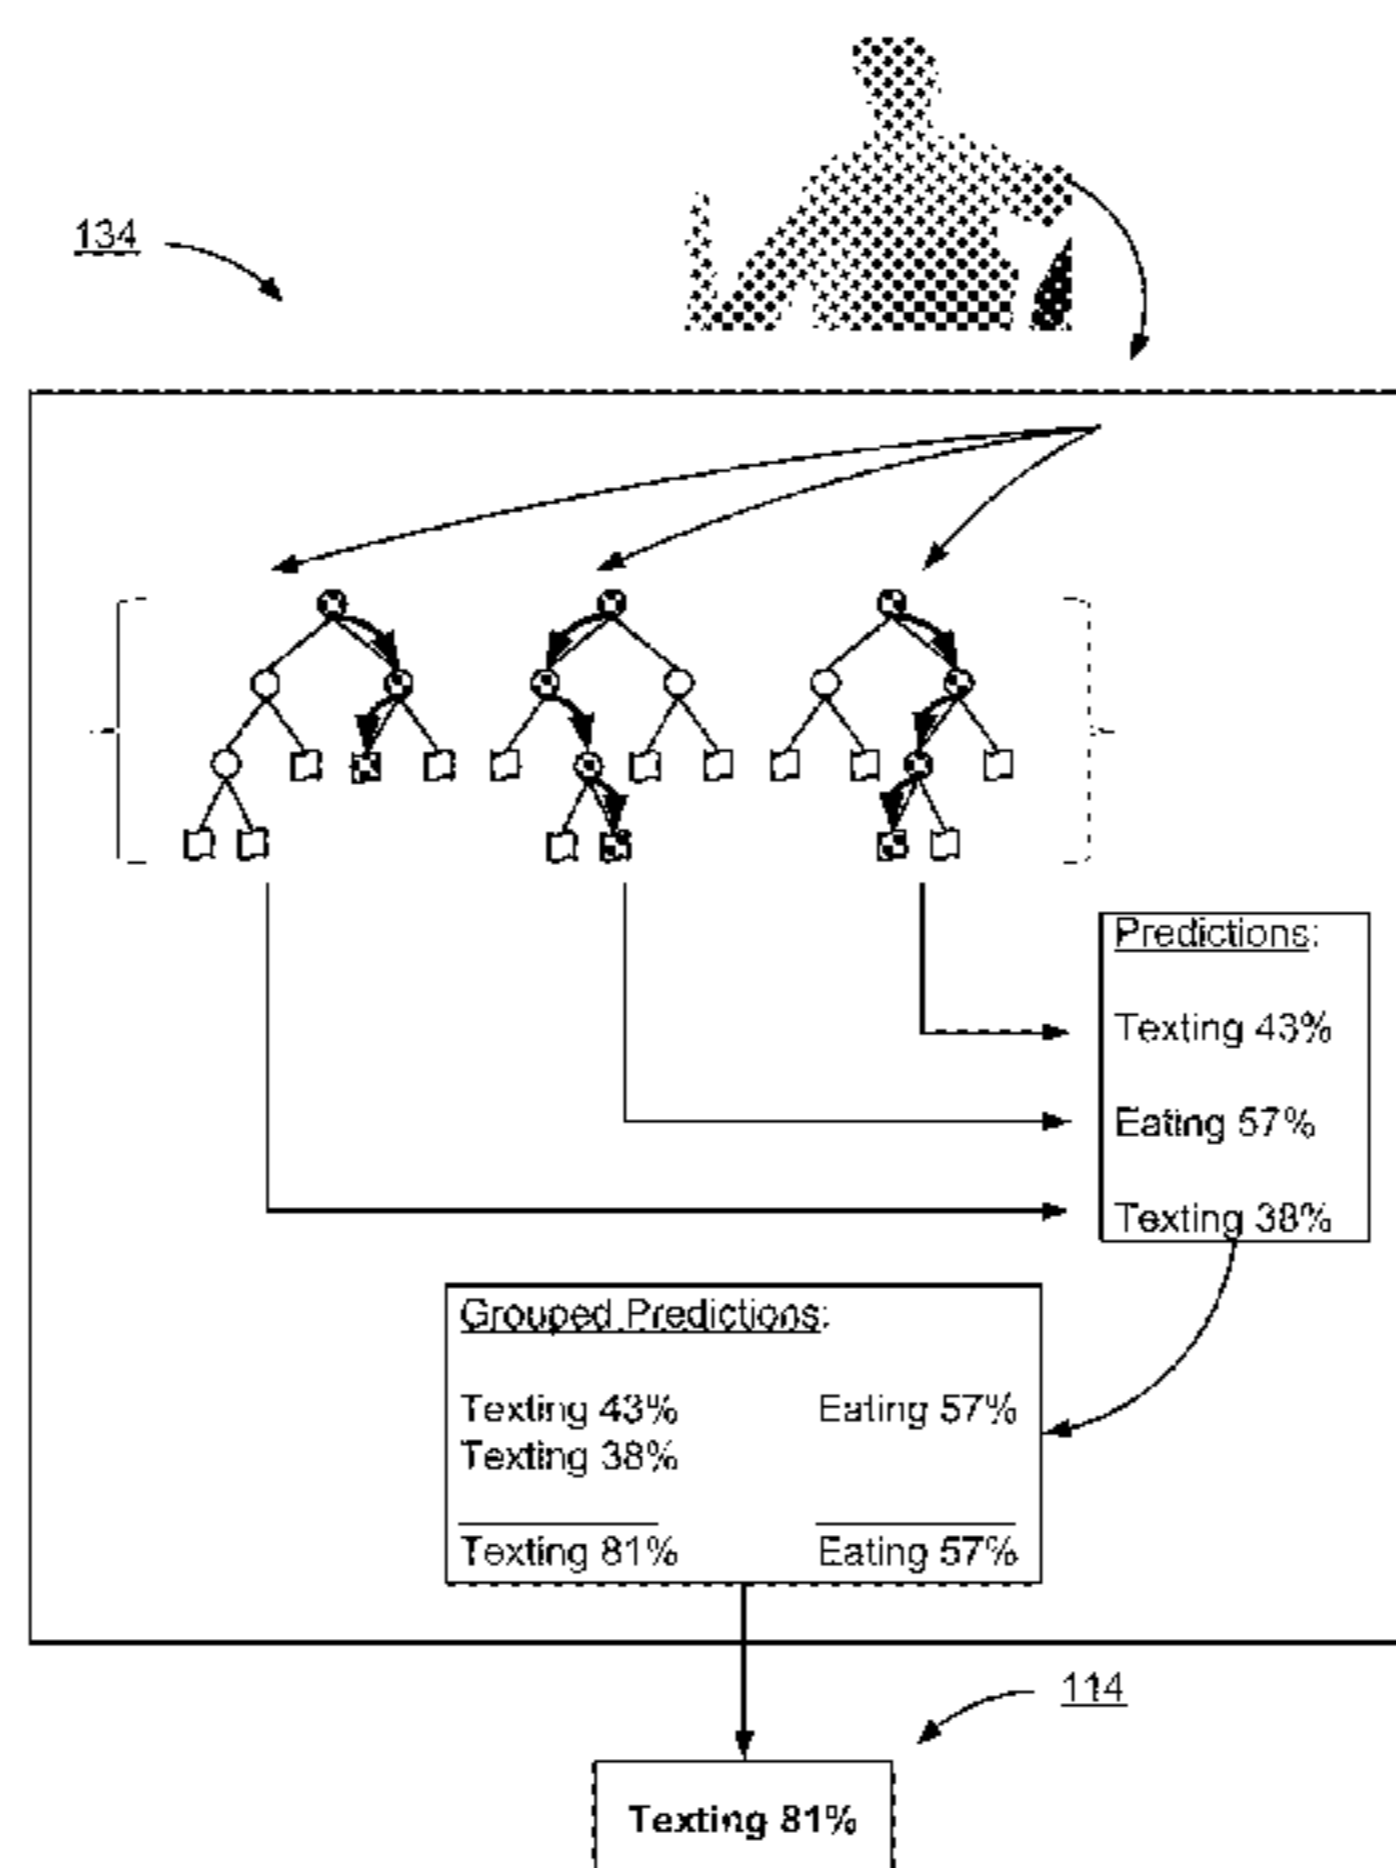 134
Predictions:
Texting 43%
Eating 57%
Texting 38%
Grouped Predictions:
Texting 43% Eating 57%
Texting 38%
Texting 81% Eating 57%
114
Texting 81%